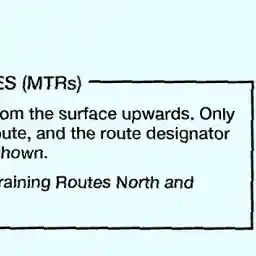 ES (MTRs)
om the surface upwards. Only
oute, and the route designator
hown.
raining Routes North and